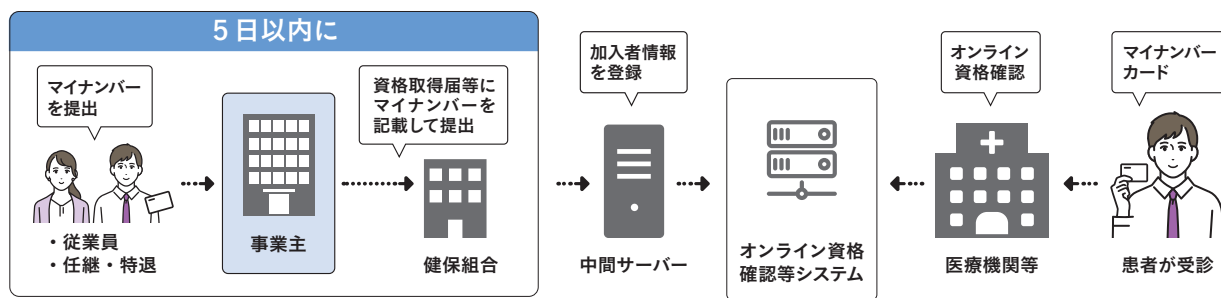 5日以内に
マイナンバー
を提出
・従業員
・任継・特退
事業主
資格取得届等に
マイナンバーを
記載して提出
健保組合
加入者情報
を登録
中間サーバー
オンライン資格
確認等システム
オンライン
資格確認
医療機関等
マイナンバー
カード
患者が受診